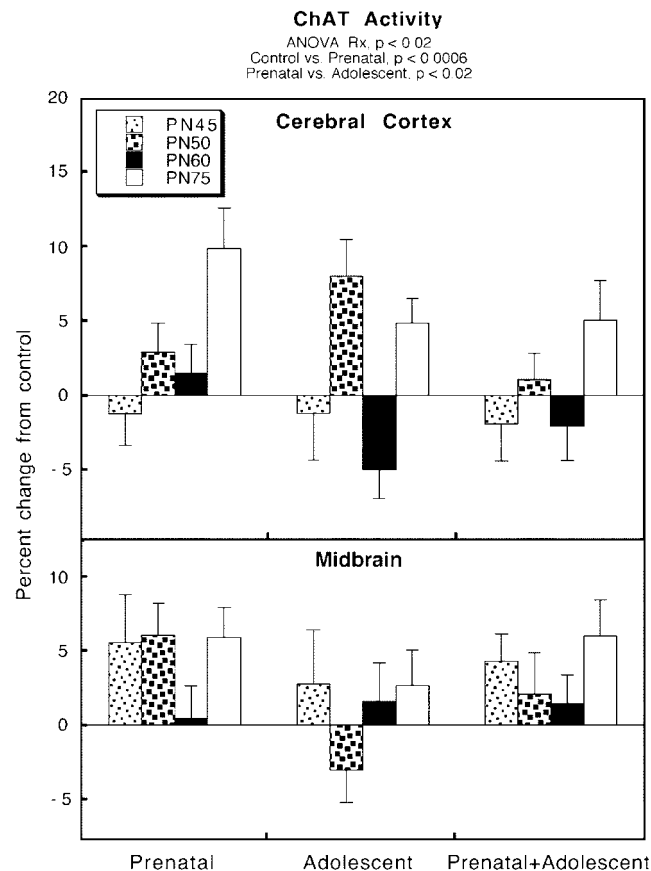 ChAT Activity
ANOVA Rx, p < 0 02
Control vs. Prenatal, p < 0 0006
Prenatal vs. Adolescent, p < 0 02
20
15
10
5
0
- 5
PN45
PN50
PN60
PN75
Cerebral Cortex
Percent change from control
Midbrain
10
5
0
- 5
Prenatal
Adolescent
Prenatal+Adolescent